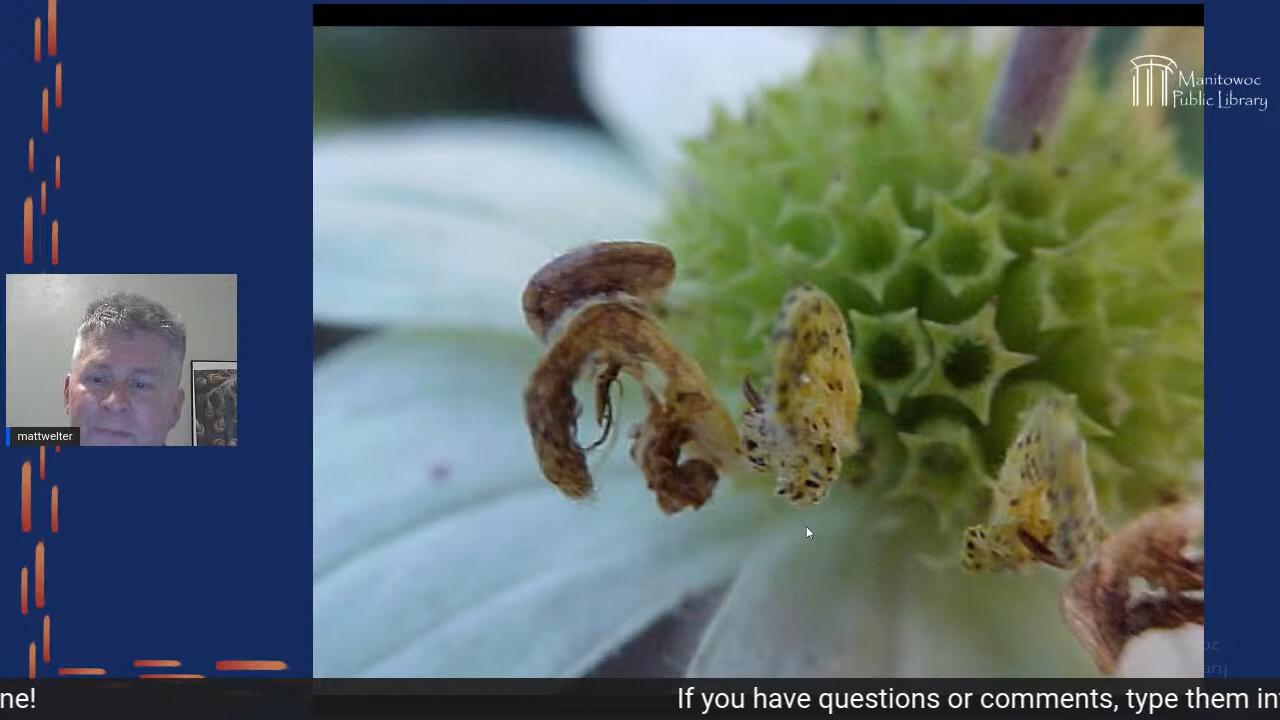 Manitowoc
Public Library
mattwelter
ne! If you have questions or comments, type them in